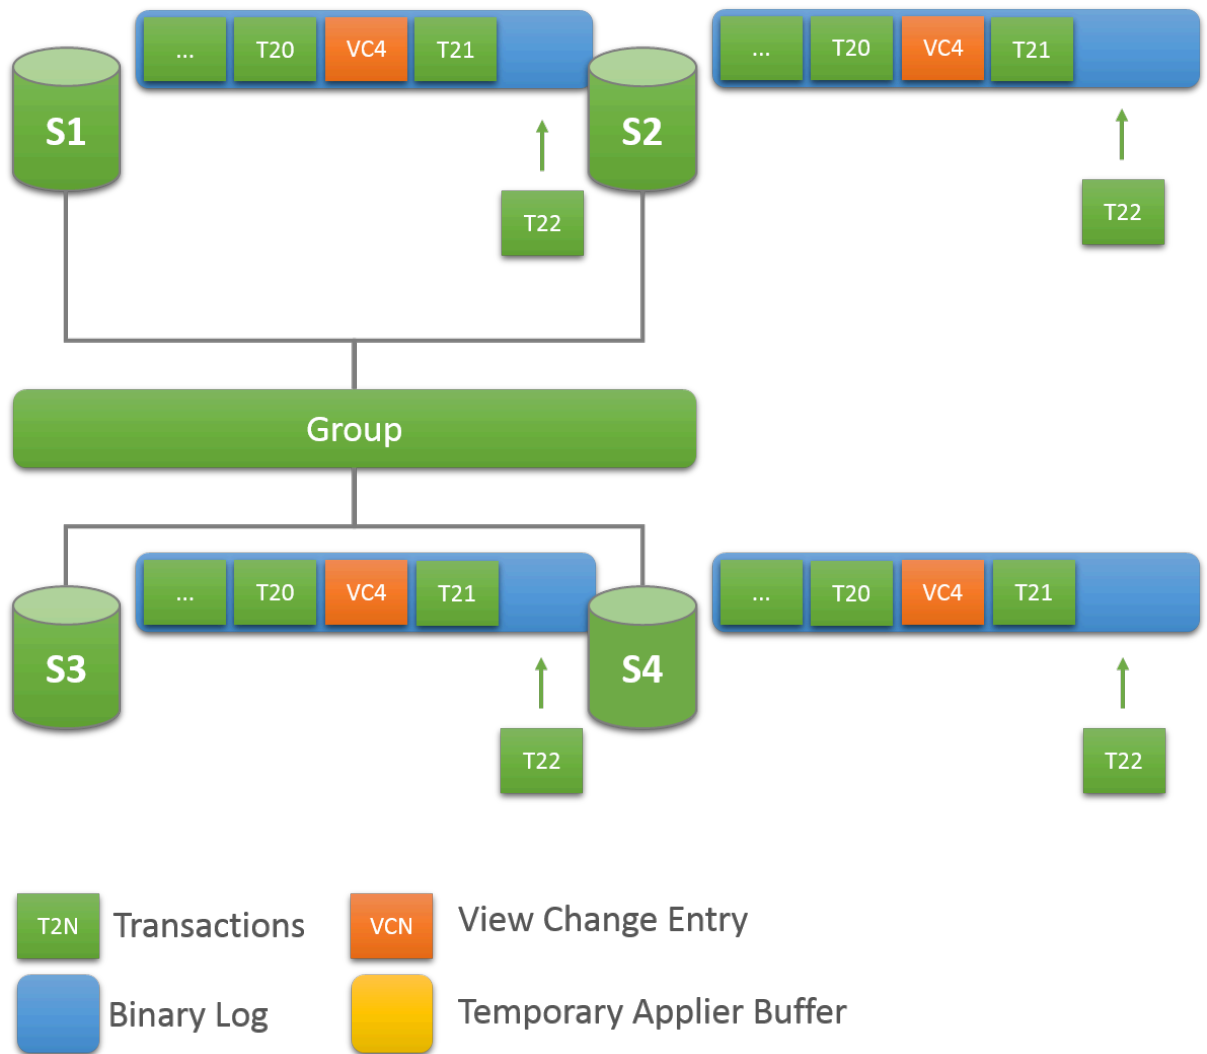 ... T20 VC4 T21
... T20 VC4 T21
S1
S2
T22
T22
Group
... T20 VC4 T21
... T20 VC4 T21
S3
S4
T22
T22
T2N Transactions
VCN View Change Entry
Binary Log
Temporary Applier Buffer